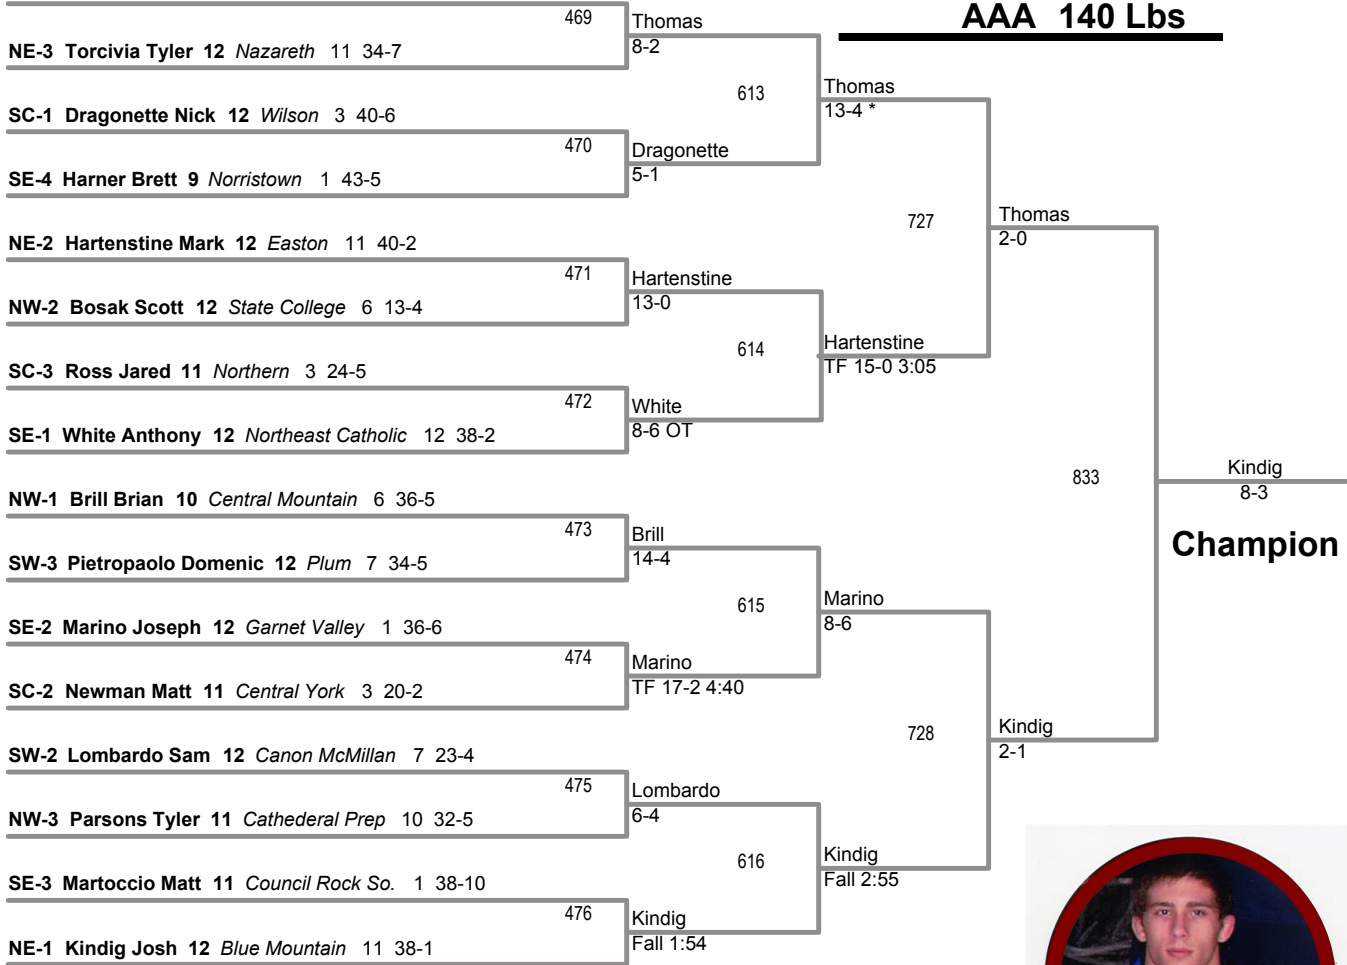 AAA 140 Lbs
469
Thomas
8-2
NE-3 Torcivia Tyler 12 Nazareth 11 34-7
613
Thomas
13-4 *
SC-1 Dragonette Nick 12 Wilson 3 40-6
470
Dragonette
5-1
SE-4 Harner Brett 9 Norristown 1 43-5
727
Thomas
2-0
NE-2 Hartenstine Mark 12 Easton 11 40-2
471
Hartenstine
13-0
NW-2 Bosak Scott 12 State College 6 13-4
614
Hartenstine
TF 15-0 3:05
SC-3 Ross Jared 11 Northern 3 24-5
472
White
8-6 OT
SE-1 White Anthony 12 Northeast Catholic 12 38-2
833
Kindig
8-3
Champion
NW-1 Brill Brian 10 Central Mountain 6 36-5
473
Brill
14-4
SW-3 Pietropaolo Domenic 12 Plum 7 34-5
615
Marino
8-6
SE-2 Marino Joseph 12 Garnet Valley 1 36-6
474
Marino
TF 17-2 4:40
SC-2 Newman Matt 11 Central York 3 20-2
728
Kindig
2-1
SW-2 Lombardo Sam 12 Canon McMillan 7 23-4
475
Lombardo
6-4
NW-3 Parsons Tyler 11 Cathederal Prep 10 32-5
616
Kindig
Fall 2:55
SE-3 Martoccio Matt 11 Council Rock So. 1 38-10
476
Kindig
Fall 1:54
NE-1 Kindig Josh 12 Blue Mountain 11 38-1